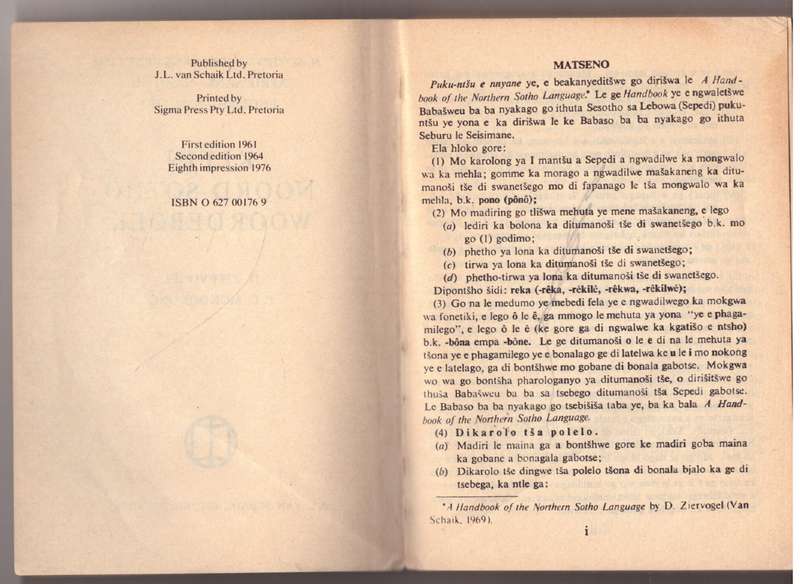 Published by
J.L. van Schaik Ltd. Pretoria
Printed by
Sigma Press Pty Ltd. Pretoria
First edition 1961
Second edition 1964
Eighth impression 1976
ISBN O 627 00176 9
MATSENO
Puku-ntšu e nnyane ye, e beakanyeditšwe go dirišwa le A Hand-
book of the Northern Sotho Language.* Le ge Handbook ye e ngwaletšwe
Babašweu ba ba nyakago go ithuta Sesotho sa Lebowa (Sepedi) puku-
ntšu ye yona e ka dirišwa le ke Babaso ba ba nyakago go ithuta
Seburu le Seisimane.
Ela hloko gore:
(1) Mo karolong ya I mantšu a Sepedi a ngwadilwe ka mongwalo
wa ka mehla; gomme ka morago a ngwadilwe mašakaneng ka ditu-
manoši tše di swanetšego mo di fapanago le tša mongwalo wa ka
mehla, b.k. pono (pônô);
(2) Mo madiring go tlišwa mehuta ye mene mašakaneng, e lego
(a) lediri ka bolona ka ditumanoši tše di swanetšego b.k. mo
go (1) godimo;
(b) phetho ya lona ka ditumanoši tše di swanetšego;
(c) tirwa ya lona ka ditumanoši tše di swanetšego;
(d) phetho-tirwa ya lona ka ditumanoši tše di swanetšego.
Dipontšho šidi: reka (-rêka, -rêkilê, -rêkwa, -rêkilwê);
(3) Go na le medumo ye mebedi fela ye e ngwadilwego ka mokgwa
wa fonetiki, e lego ô le ê, ga mmogo le mehuta ya yona "ye e phaga-
milego", e lego ô le ê (ke gore ga di ngwalwe ka kgatišo e ntsho)
b.k. -bôna empa -bône. Le ge ditumanoši o le e di na le mehuta ya
tšona ye e phagamilego ye e bonalago ge di latelwa ke u le i mo nokong
ye e latelago, ga di bontšhwe mo gobane di bonala gabotse. Mokgwa
wo wa go bontšha pharologanyo ya ditumanoši tše, o dirišitšwe go
thuša Babašweu ba ba sa tsebego ditumanoši tša Sepedi gabotse.
Le Babaso ba ba nyakago go tsebišiša taba ye, ba ka bala A Hand-
book of the Northern Sotho Language.
(4) Dikarolo tša polelo.
(a) Madiri le maina ga a bontšhwe gore ke madiri goba maina
ka gobane a bonagala gabotse;
(b) Dikarolo tše dingwe tša polelo tšona di bonala bjalo ka ge di
tsebega, ka ntle ga:
*A Handbook of the Northern Sotho Language by D. Ziervogel (Van
Schaik, 1969).
i